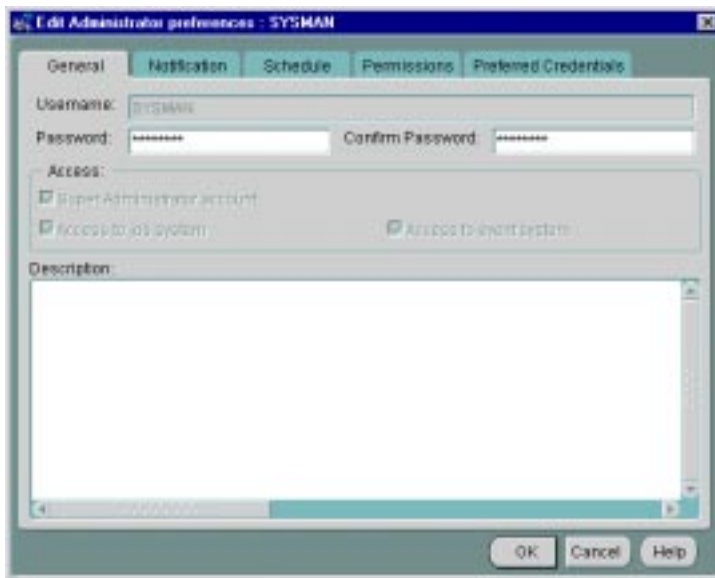 Edit Administrator preferences : SYSMAN
General Notification Schedule Permissions Preferred Credentials
Username: SYSMAN
Password: ******** Confirm Password: ********
Access:
Super Administrator account
Access to job system Access to event system
Description:
OK Cancel Help